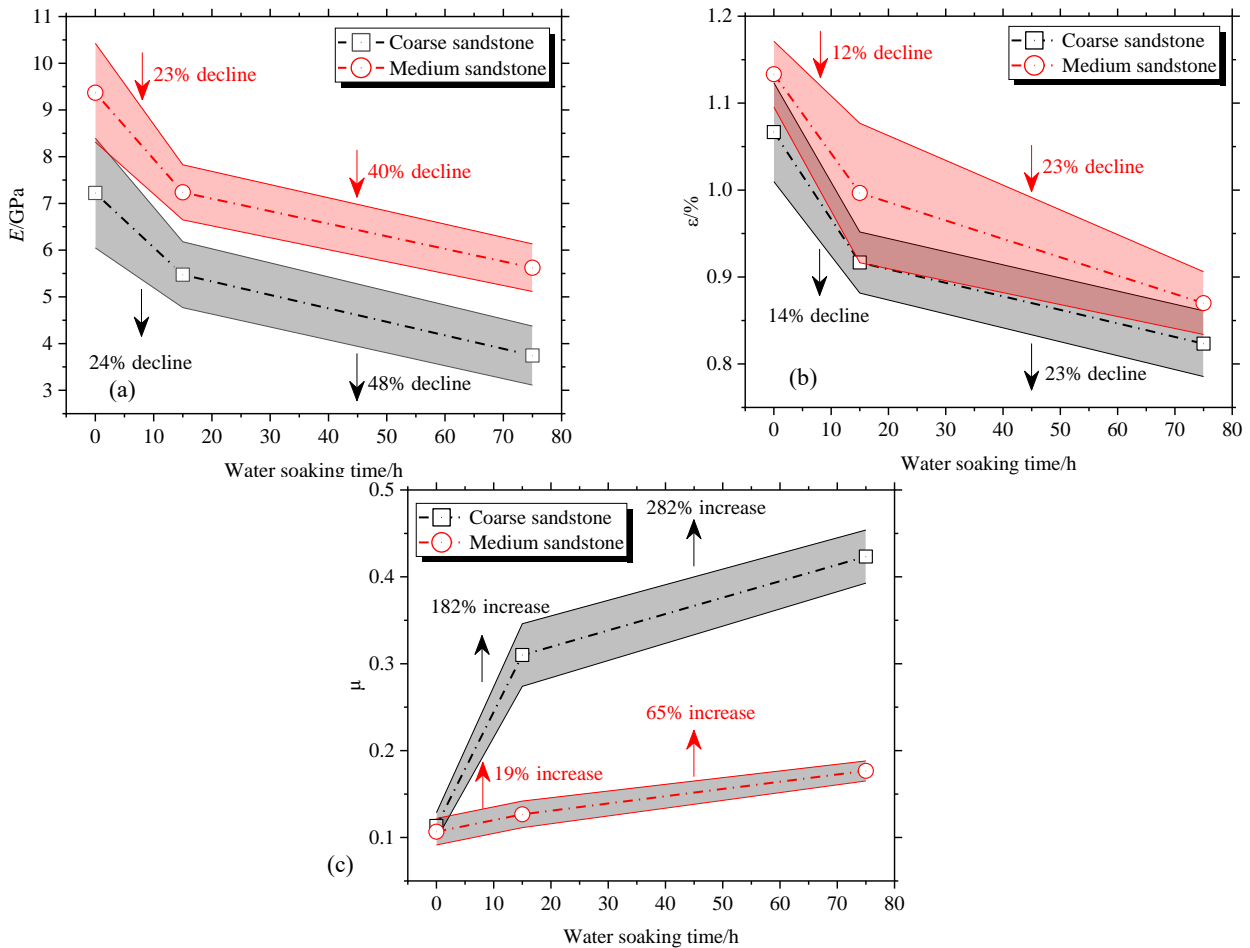 11
10
9
8
7
6
5
4
3
E/GPa
Coarse sandstone
Medium sandstone
23% decline
40% decline
24% decline
48% decline
(a)
0 10 20 30 40 50 60 70 80
Water soaking time/h
1.2
1.1
1.0
0.9
0.8
ε/%
Coarse sandstone
Medium sandstone
12% decline
23% decline
14% decline
23% decline
(b)
0 10 20 30 40 50 60 70 80
Water soaking time/h
0.5
0.4
0.3
0.2
0.1
μ
Coarse sandstone
Medium sandstone
282% increase
182% increase
65% increase
19% increase
(c)
0 10 20 30 40 50 60 70 80
Water soaking time/h